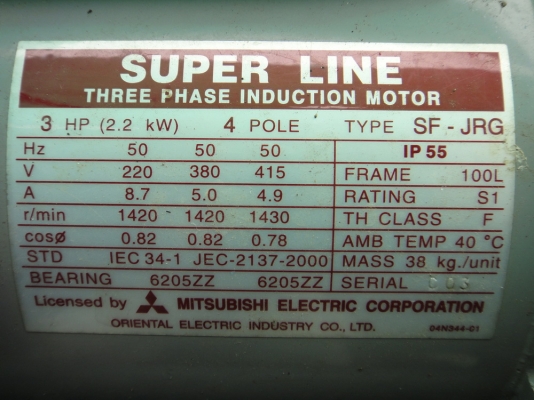 SUPER LINE
THREE PHASE INDUCTION MOTOR
3 HP (2.2 kW) 4 POLE TYPE SF - JRG
Hz 50 50 50 IP 55
V 220 380 415 FRAME 100L
A 8.7 5.0 4.9 RATING S1
r/min 1420 1420 1430 TH CLASS F
cosø 0.82 0.82 0.78 AMB TEMP 40 °C
STD IEC 34-1 JEC-2137-2000 MASS 38 kg./unit
BEARING 6205ZZ 6205ZZ SERIAL
Licensed by MITSUBISHI ELECTRIC CORPORATION
ORIENTAL ELECTRIC INDUSTRY CO., LTD. 04N344-01